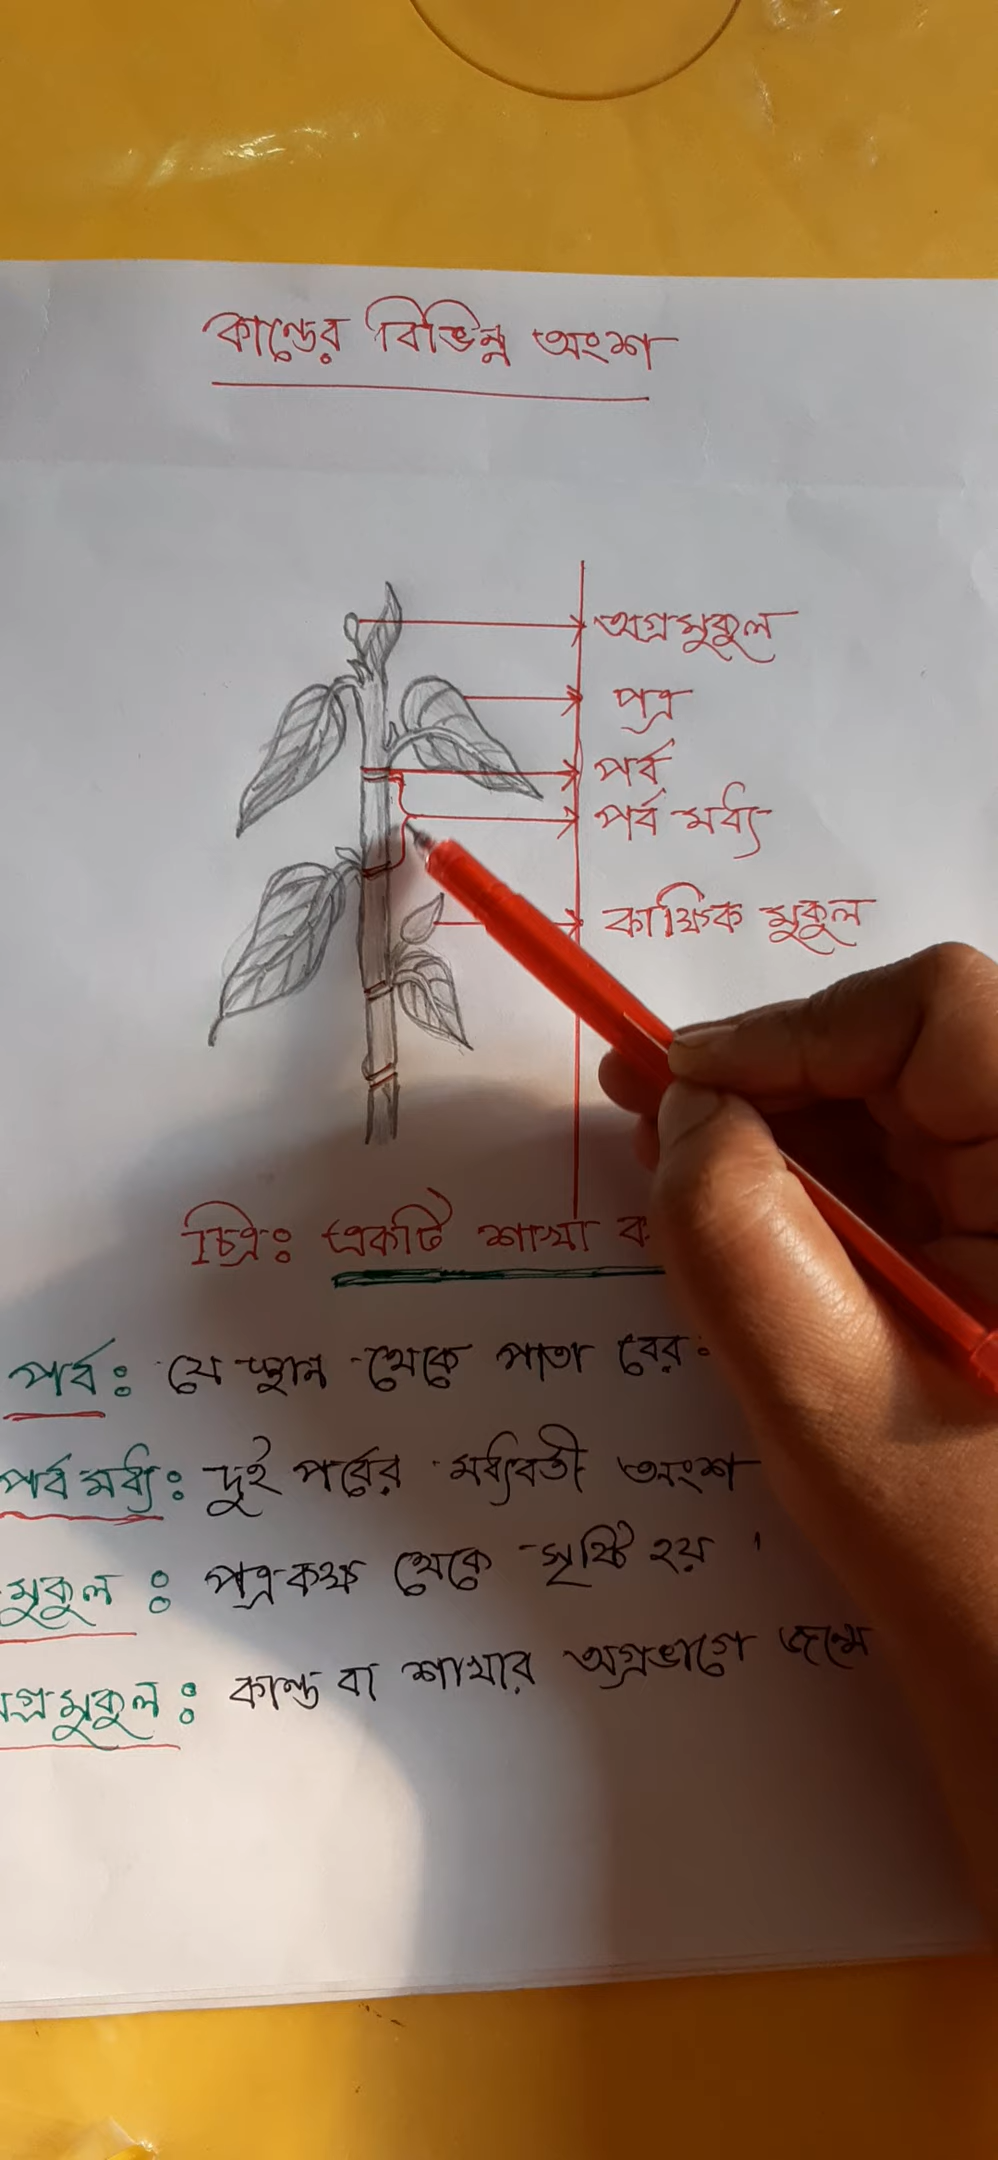 কান্ডের বিভিন্ন অংশ
অগ্রমুকুল
পত্র
পর্ব
পর্ব মধ্য
কাক্ষিক মুকুল
চিত্র: একটি শাখা
পর্ব: যে স্থান থেকে পাতা বের
পর্ব মধ্য: দুই পর্বের মধ্যবর্তী অংশ
মুকুল : পত্রকক্ষ থেকে সৃষ্টি হয় ।
অগ্রমুকুল: কান্ড বা শাখার অগ্রভাগে জন্মে